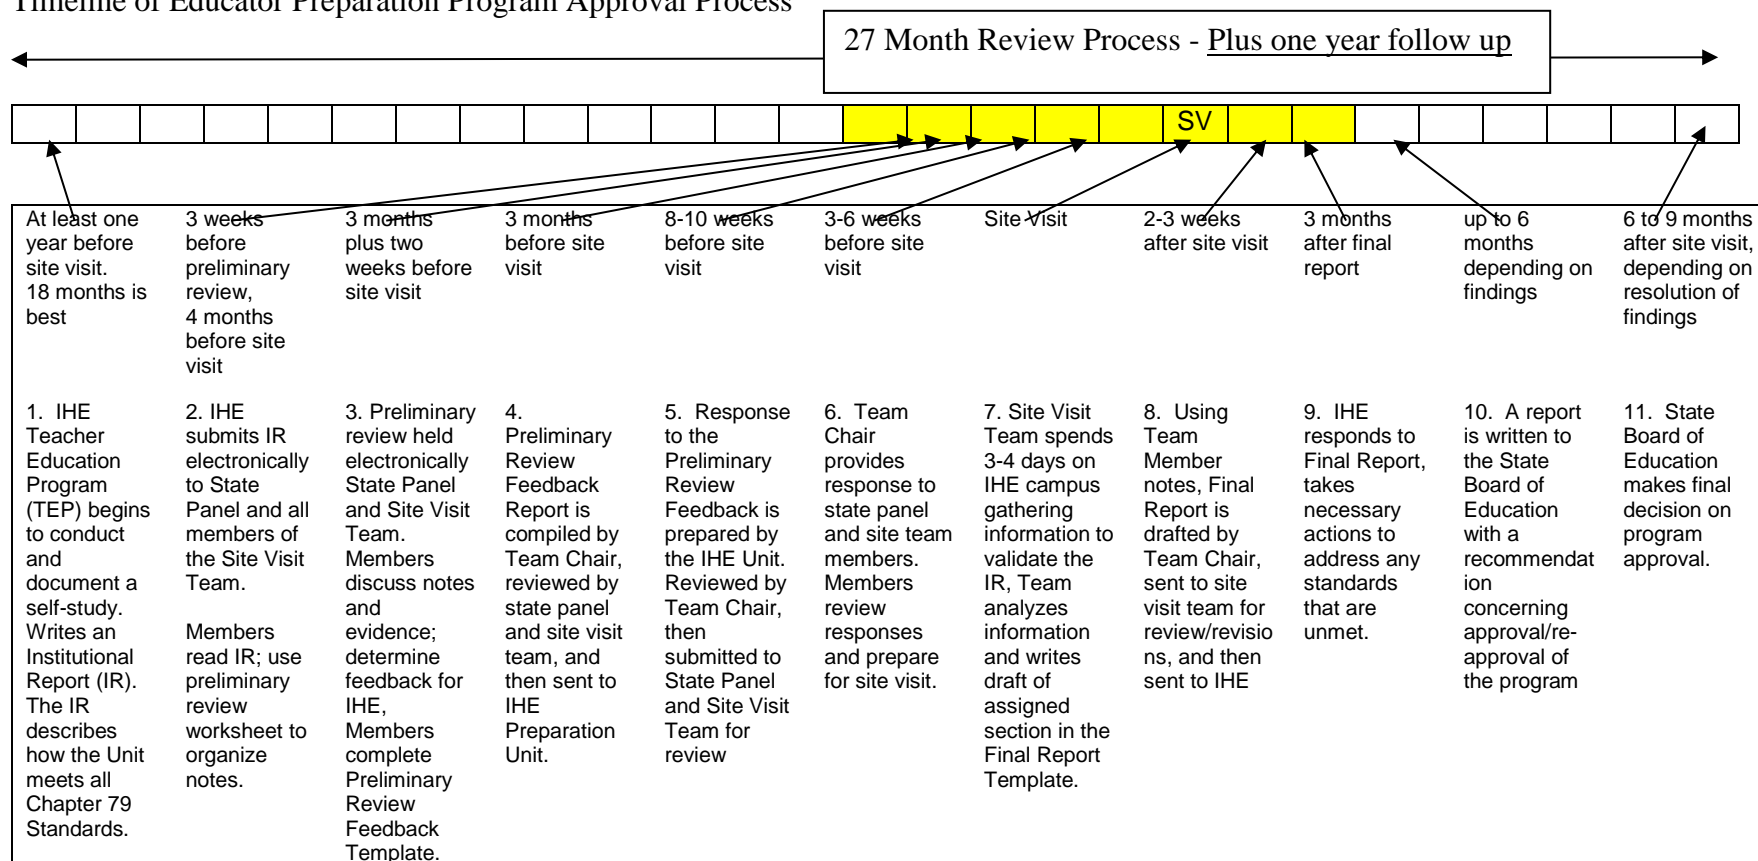 Timeline of Educator Preparation Program Approval Process
27 Month Review Process - Plus one year follow up
SV
At least one
year before
site visit.
18 months is
best
3 weeks
before
preliminary
review,
4 months
before site
visit
3 months
plus two
weeks before
site visit
3 months
before site
visit
8-10 weeks
before site
visit
3-6 weeks
before site
visit
Site Visit
2-3 weeks
after site visit
3 months
after final
report
up to 6
months
depending on
findings
6 to 9 months
after site visit,
depending on
resolution of
findings
1. IHE
Teacher
Education
Program
(TEP) begins
to conduct
and
document a
self-study.
Writes an
Institutional
Report (IR).
The IR
describes
how the Unit
meets all
Chapter 79
Standards.
2. IHE
submits IR
electronically
to State
Panel and all
members of
the Site Visit
Team.
Members
read IR; use
preliminary
review
worksheet to
organize
notes.
3. Preliminary
review held
electronically
State Panel
and Site Visit
Team.
Members
discuss notes
and
evidence;
determine
feedback for
IHE,
Members
complete
Preliminary
Review
Feedback
Template.
4.
Preliminary
Review
Feedback
Report is
compiled by
Team Chair,
reviewed by
state panel
and site visit
team, and
then sent to
IHE
Preparation
Unit.
5. Response
to the
Preliminary
Review
Feedback is
prepared by
the IHE Unit.
Reviewed by
Team Chair,
then
submitted to
State Panel
and Site Visit
Team for
review
6. Team
Chair
provides
response to
state panel
and site team
members.
Members
review
responses
and prepare
for site visit.
7. Site Visit
Team spends
3-4 days on
IHE campus
gathering
information to
validate the
IR, Team
analyzes
information
and writes
draft of
assigned
section in the
Final Report
Template.
8. Using
Team
Member
notes, Final
Report is
drafted by
Team Chair,
sent to site
visit team for
review/revisio
ns, and then
sent to IHE
9. IHE
responds to
Final Report,
takes
necessary
actions to
address any
standards
that are
unmet.
10. A report
is written to
the State
Board of
Education
with a
recommendat
ion
concerning
approval/re-
approval of
the program
11. State
Board of
Education
makes final
decision on
program
approval.